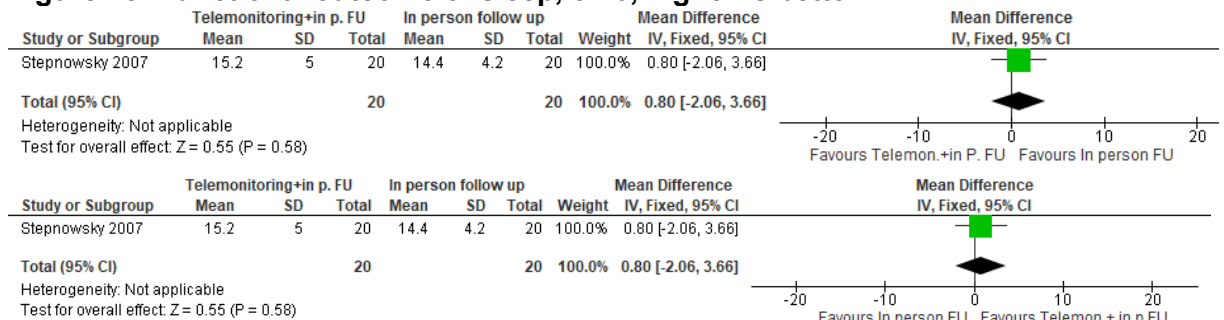 Telemonitoring+in p. FU In person follow up Mean Difference Mean Difference
Study or Subgroup Mean SD Total Mean SD Total Weight IV, Fixed, 95% CI IV, Fixed, 95% CI
Stepnowsky 2007 15.2 5 20 14.4 4.2 20 100.0% 0.80 [-2.06, 3.66]
Total (95% CI) 20 20 100.0% 0.80 [-2.06, 3.66]
Heterogeneity: Not applicable
Test for overall effect: Z = 0.55 (P = 0.58)
-20 -10 0 10 20
Favours Telemon.+in P. FU Favours In person FU
Telemonitoring+in p. FU In person follow up Mean Difference Mean Difference
Study or Subgroup Mean SD Total Mean SD Total Weight IV, Fixed, 95% CI IV, Fixed, 95% CI
Stepnowsky 2007 15.2 5 20 14.4 4.2 20 100.0% 0.80 [-2.06, 3.66]
Total (95% CI) 20 20 100.0% 0.80 [-2.06, 3.66]
Heterogeneity: Not applicable
Test for overall effect: Z = 0.55 (P = 0.58)
-20 -10 0 10 20
Favours In person FU Favours Telemon.+ in p.FU